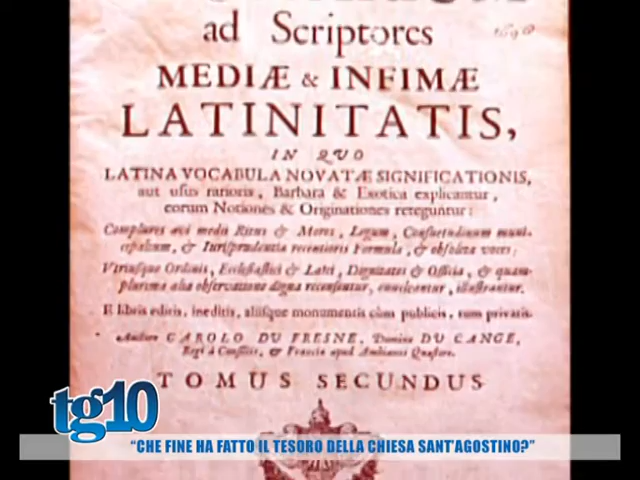 ad Scriptores
MEDIÆ & INFIMÆ
LATINITATIS,
IN QUO
LATINA VOCABULA NOVATÆ SIGNIFICATIONIS,
aut usus rarioris, Barbara & Exotica explicantur,
eorum Notiones & Originationes reteguntur:
Complures ævi medii Ritus & Mores, Legum, Consuetudinum muni-
cipalium, & Iurisprudentiæ recentioris Formulæ, & obsoletæ voces;
Vtriusque Ordinis, Ecclesiastici & Laici, Dignitates & Officia, & quam-
plurima alia observatione digna recensentur, enucleantur, illustrantur.
E libris editis, ineditis, aliisque monumentis cùm publicis, tum privatis.
Auctore CAROLO DU FRESNE, Domino DU CANGE,
Regi à Consiliis, & Franciæ apud Ambianos Quæstore.
TOMUS SECUNDUS
tg10
“CHE FINE HA FATTO IL TESORO DELLA CHIESA SANT'AGOSTINO?”